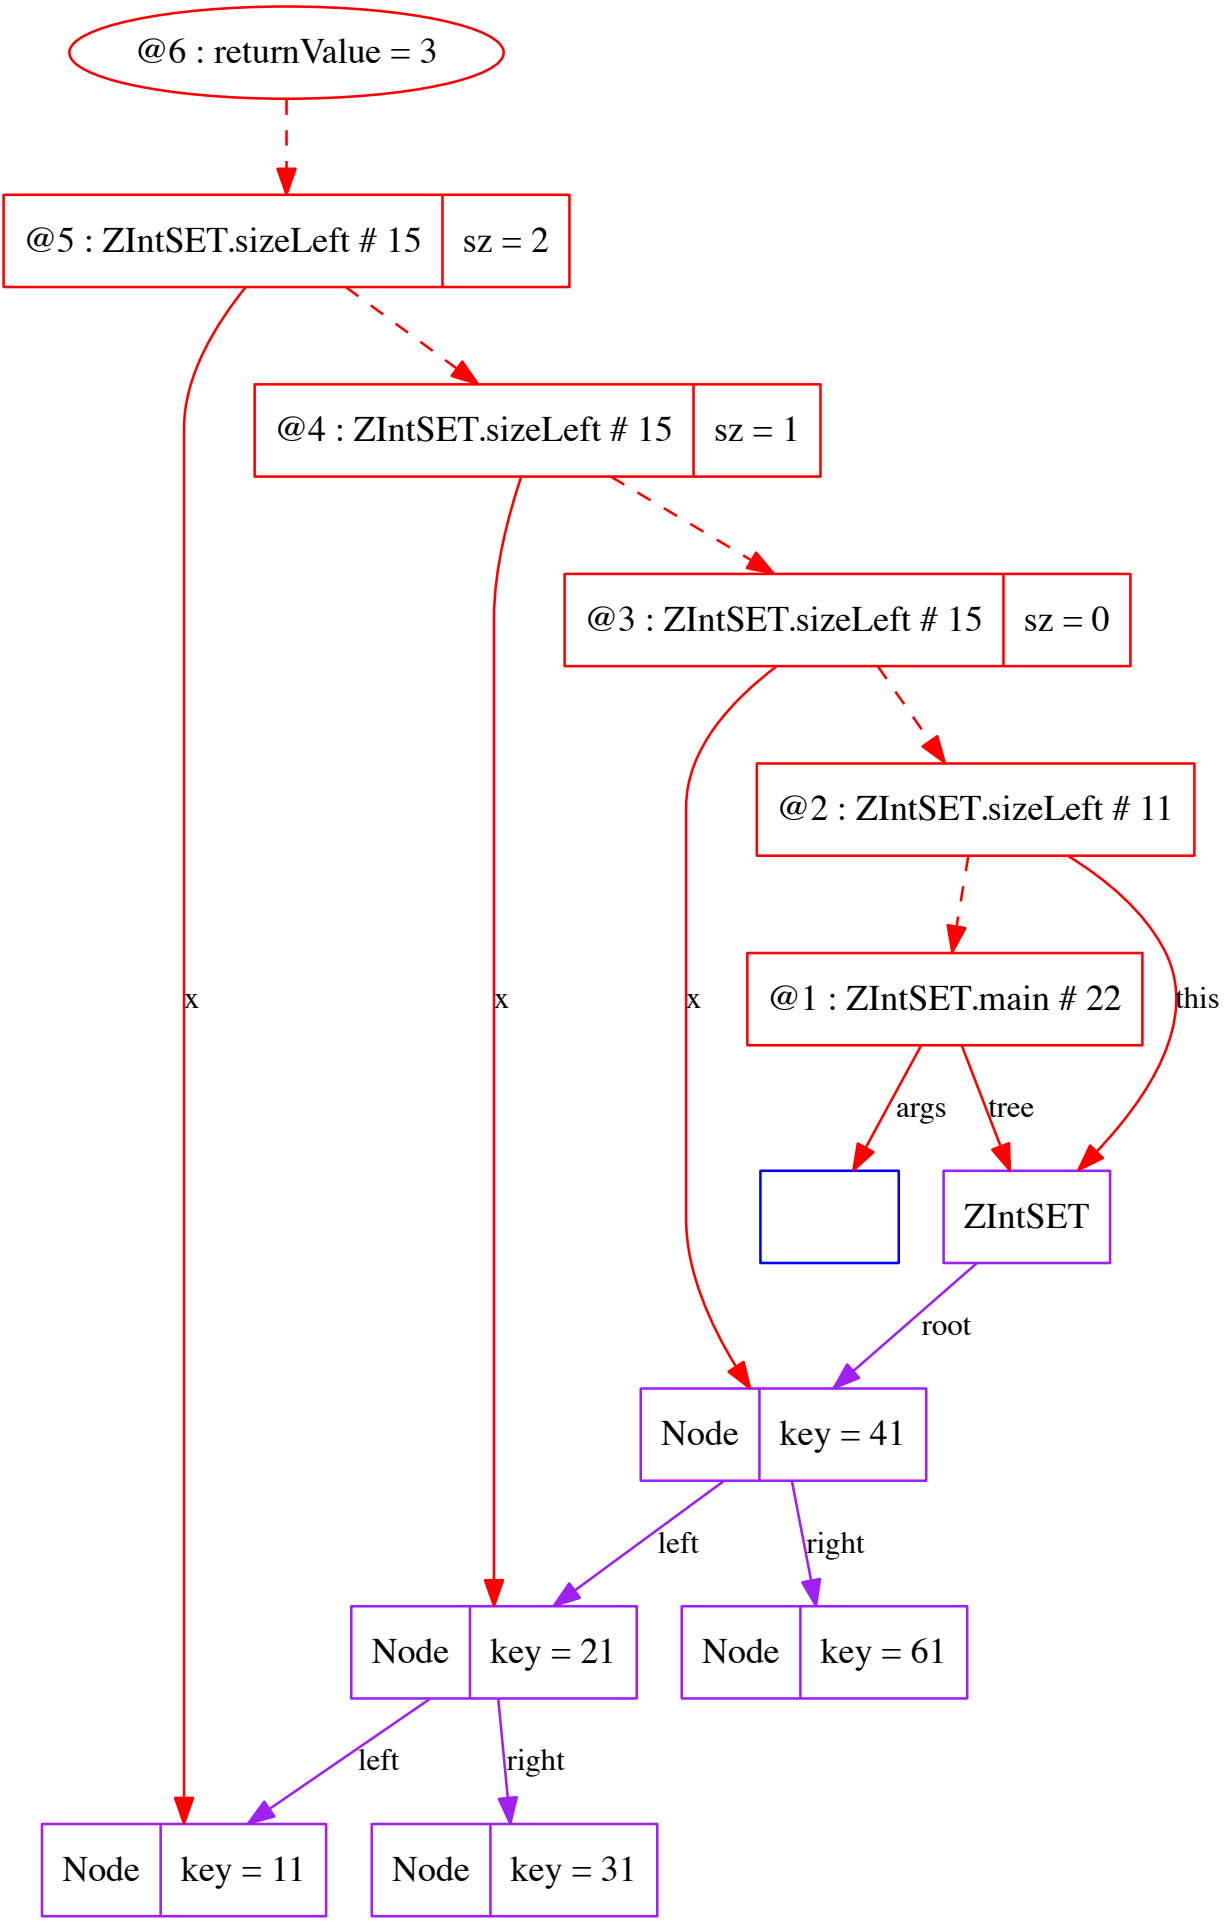 @6 : returnValue = 3
@5 : ZIntSET.sizeLeft # 15 sz = 2
@4 : ZIntSET.sizeLeft # 15 sz = 1
@3 : ZIntSET.sizeLeft # 15 sz = 0
@2 : ZIntSET.sizeLeft # 11
x x x @1 : ZIntSET.main # 22 this
args tree
ZIntSET
root
Node key = 41
left right
Node key = 21 Node key = 61
left right
Node key = 11 Node key = 31